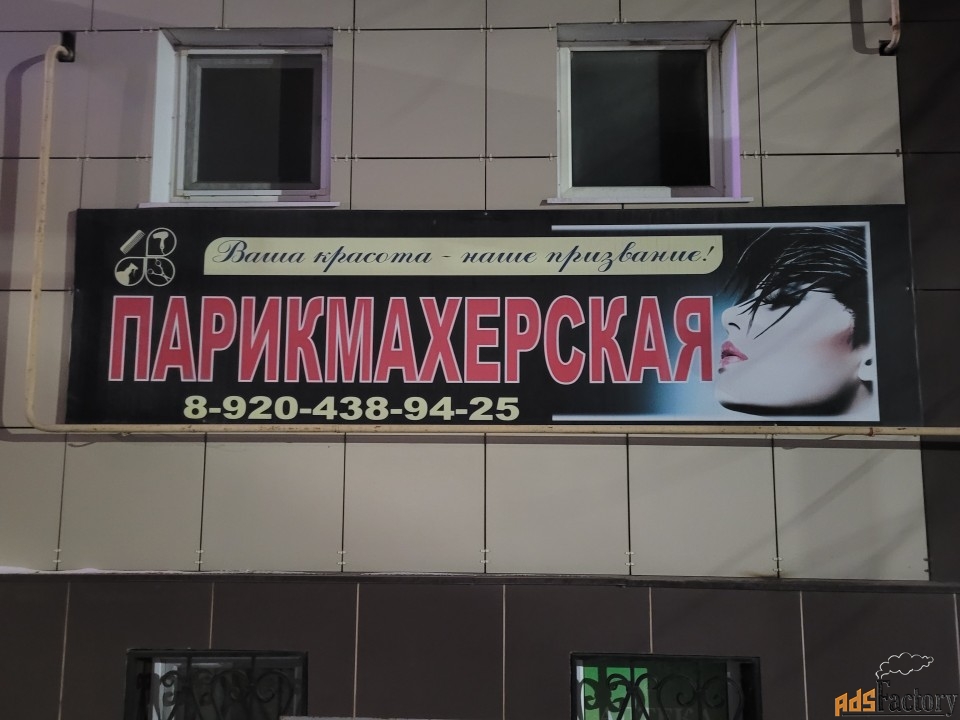 Ваша красота - наше призвание!
ПАРИКМАХЕРСКАЯ
8-920-438-94-25
AdsFactory